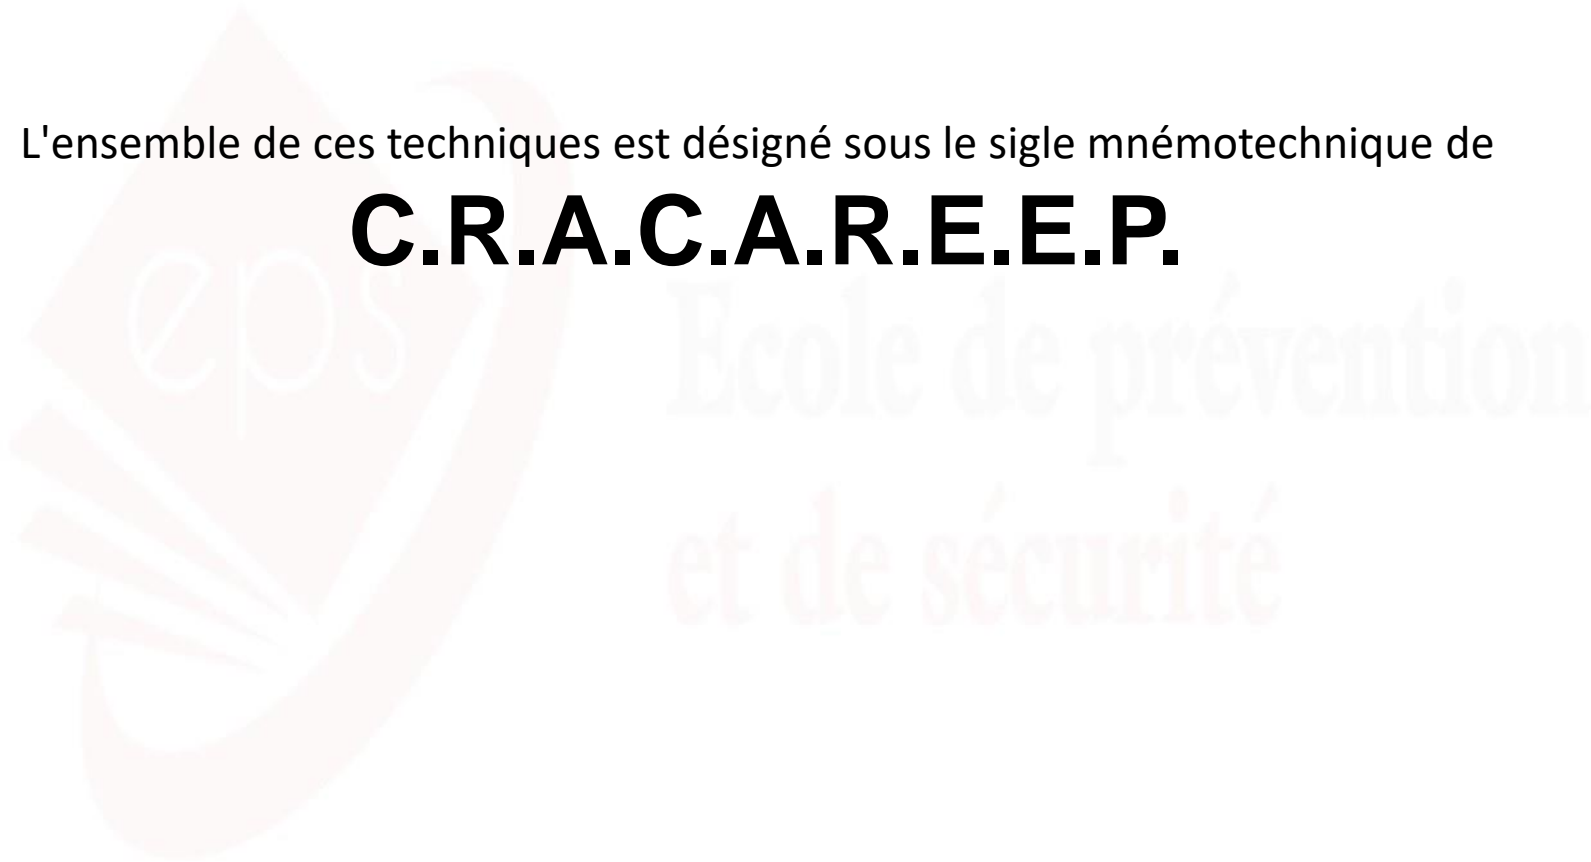 L'ensemble de ces techniques est désigné sous le sigle mnémotechnique de
C.R.A.C.A.R.E.E.P.
eps
Ecole de prévention
et de sécurité